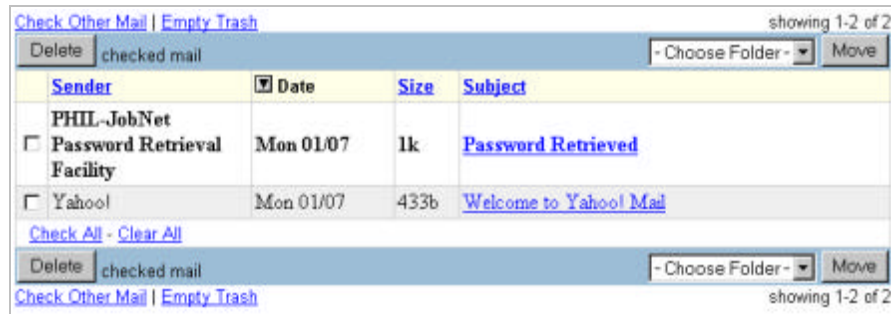 Check Other Mail | Empty Trash showing 1-2 of 2
Delete checked mail - Choose Folder - Move
Sender Date Size Subject
PHIL-JobNet
Password Retrieval Mon 01/07 1k Password Retrieved
Facility
Yahoo! Mon 01/07 433b Welcome to Yahoo! Mail
Check All - Clear All
Delete checked mail - Choose Folder - Move
Check Other Mail | Empty Trash showing 1-2 of 2